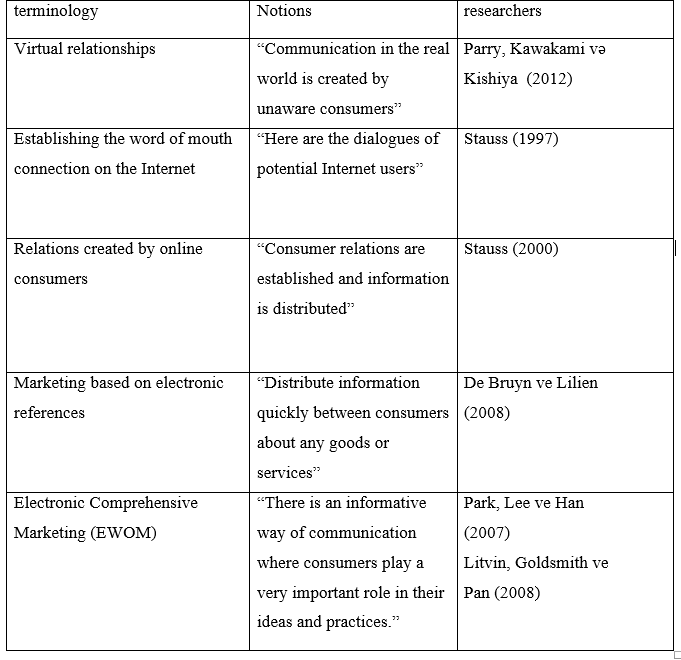 terminology
Notions
researchers
Virtual relationships
“Communication in the real
world is created by
unaware consumers”
Parry, Kawakami və
Kishiya (2012)
Establishing the word of mouth
connection on the Internet
“Here are the dialogues of
potential Internet users”
Stauss (1997)
Relations created by online
consumers
“Consumer relations are
established and information
is distributed”
Stauss (2000)
Marketing based on electronic
references
“Distribute information
quickly between consumers
about any goods or
services”
De Bruyn ve Lilien
(2008)
Electronic Comprehensive
Marketing (EWOM)
“There is an informative
way of communication
where consumers play a
very important role in their
ideas and practices.”
Park, Lee ve Han
(2007)
Litvin, Goldsmith ve
Pan (2008)